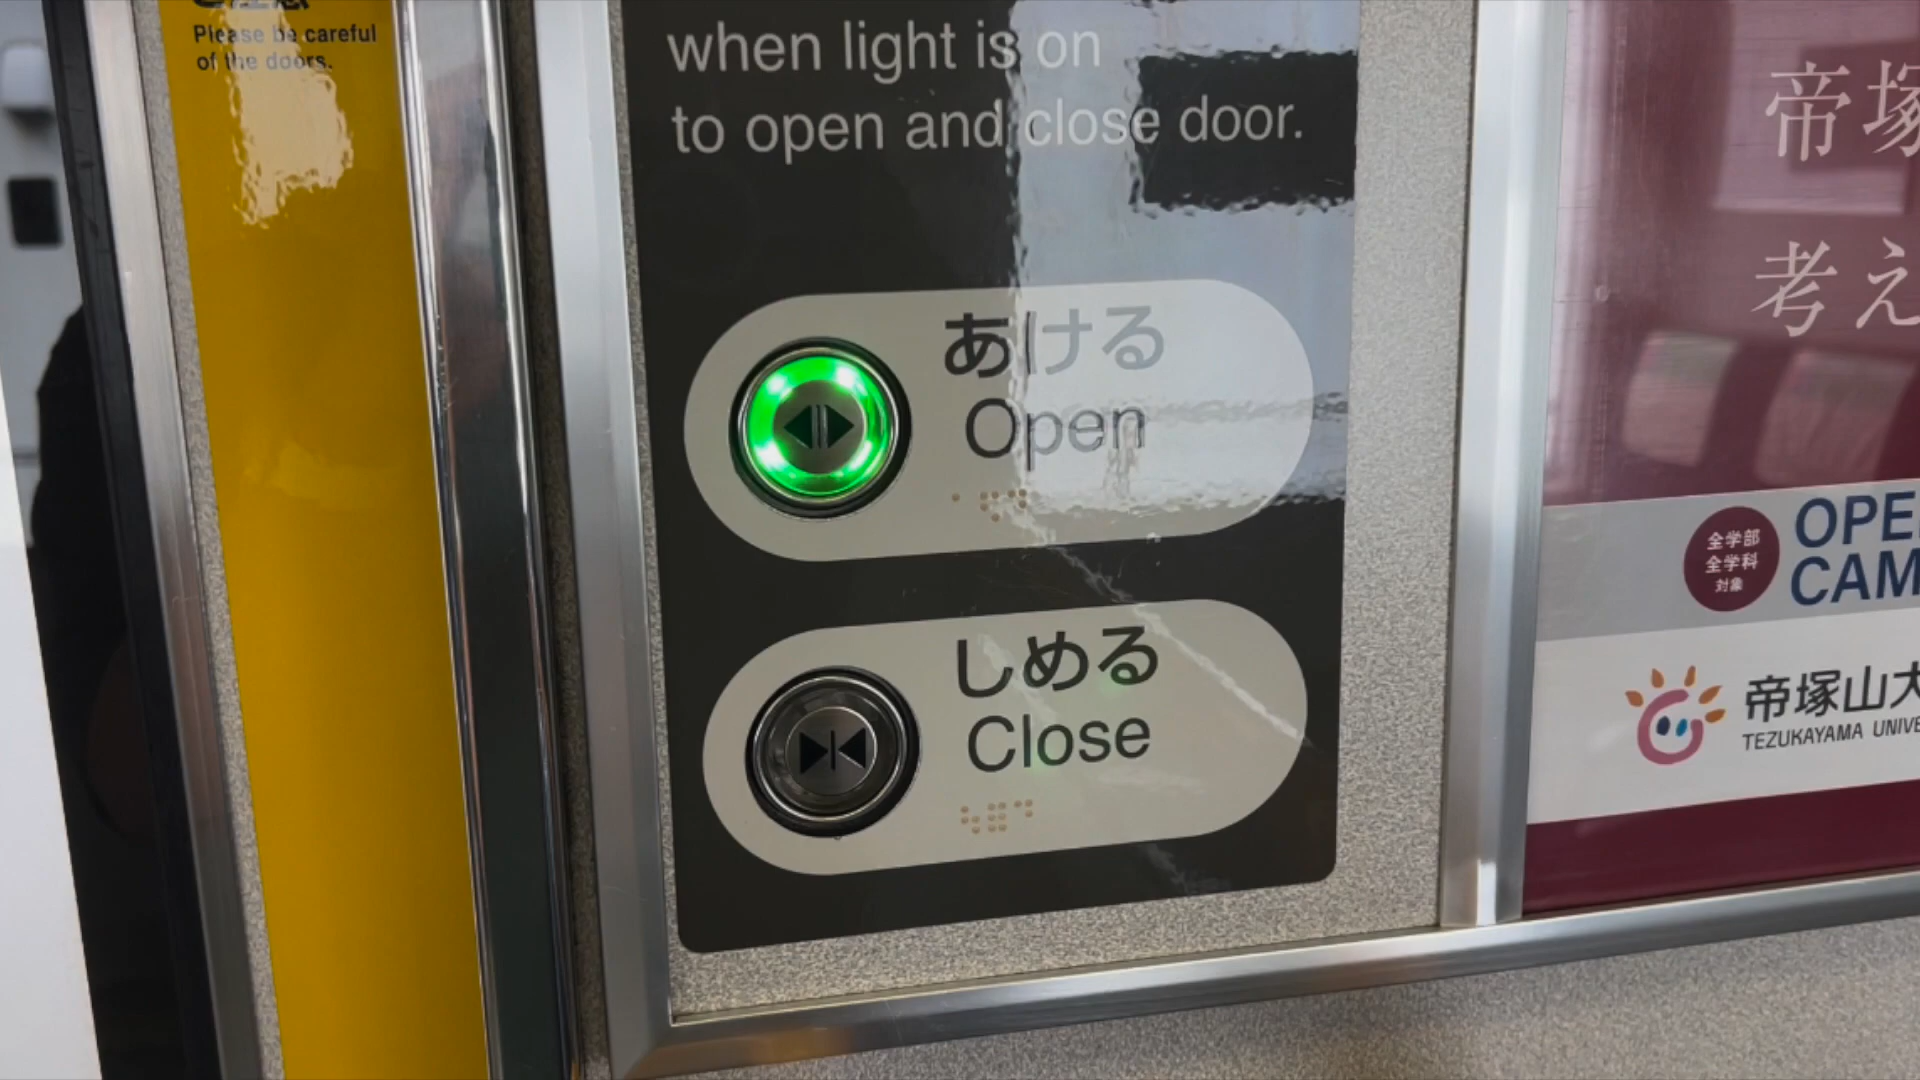 Please be careful
of the doors.
when light is on
to open and close door.
あける
Open
しめる
Close
帝塚
考え
全学部
全学科
対象
OPE
CAM
帝塚山大
TEZUKAYAMA UNIVE